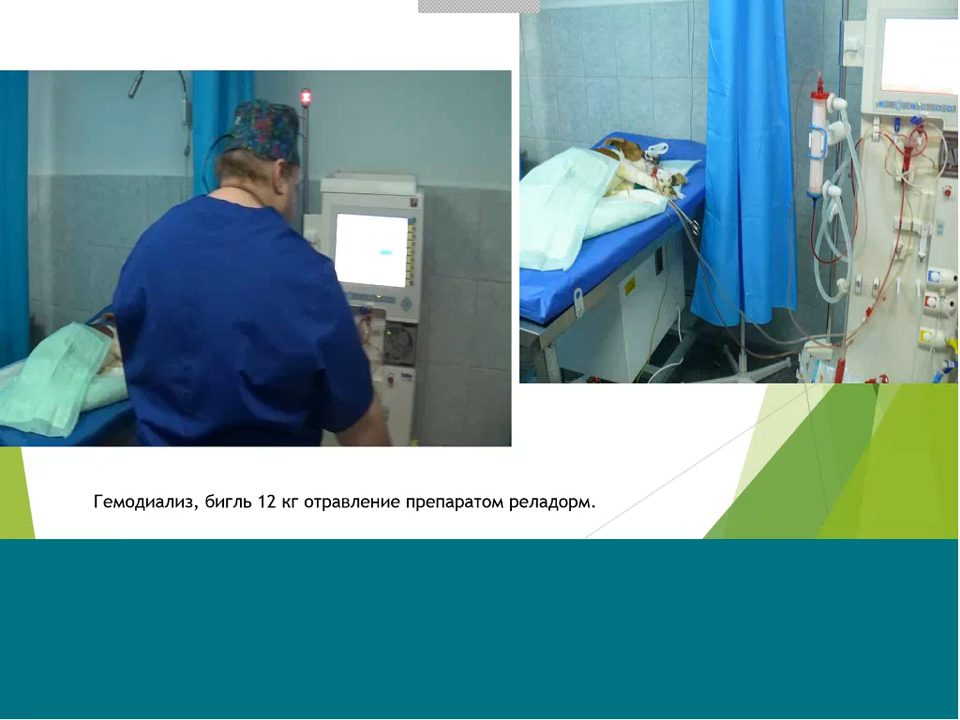 Гемодиализ, бигль 12 кг отравление препаратом реладорм.